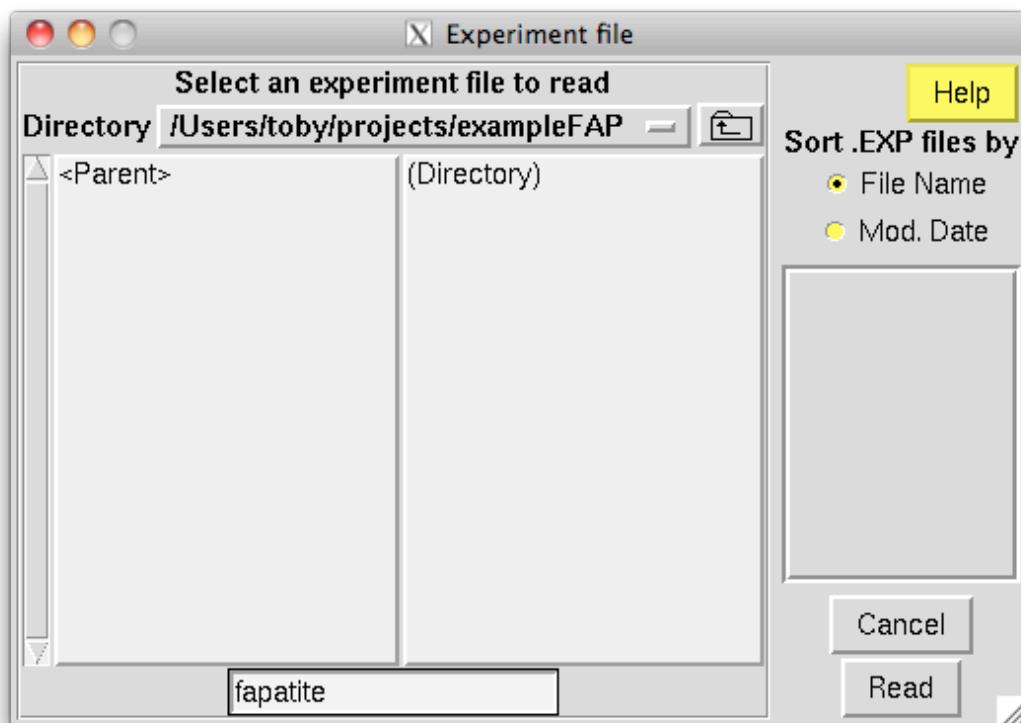 Experiment file
Select an experiment file to read
Help
Directory /Users/toby/projects/exampleFAP
Sort .EXP files by
<Parent> (Directory)
File Name
Mod. Date
Cancel
Read
fapatite